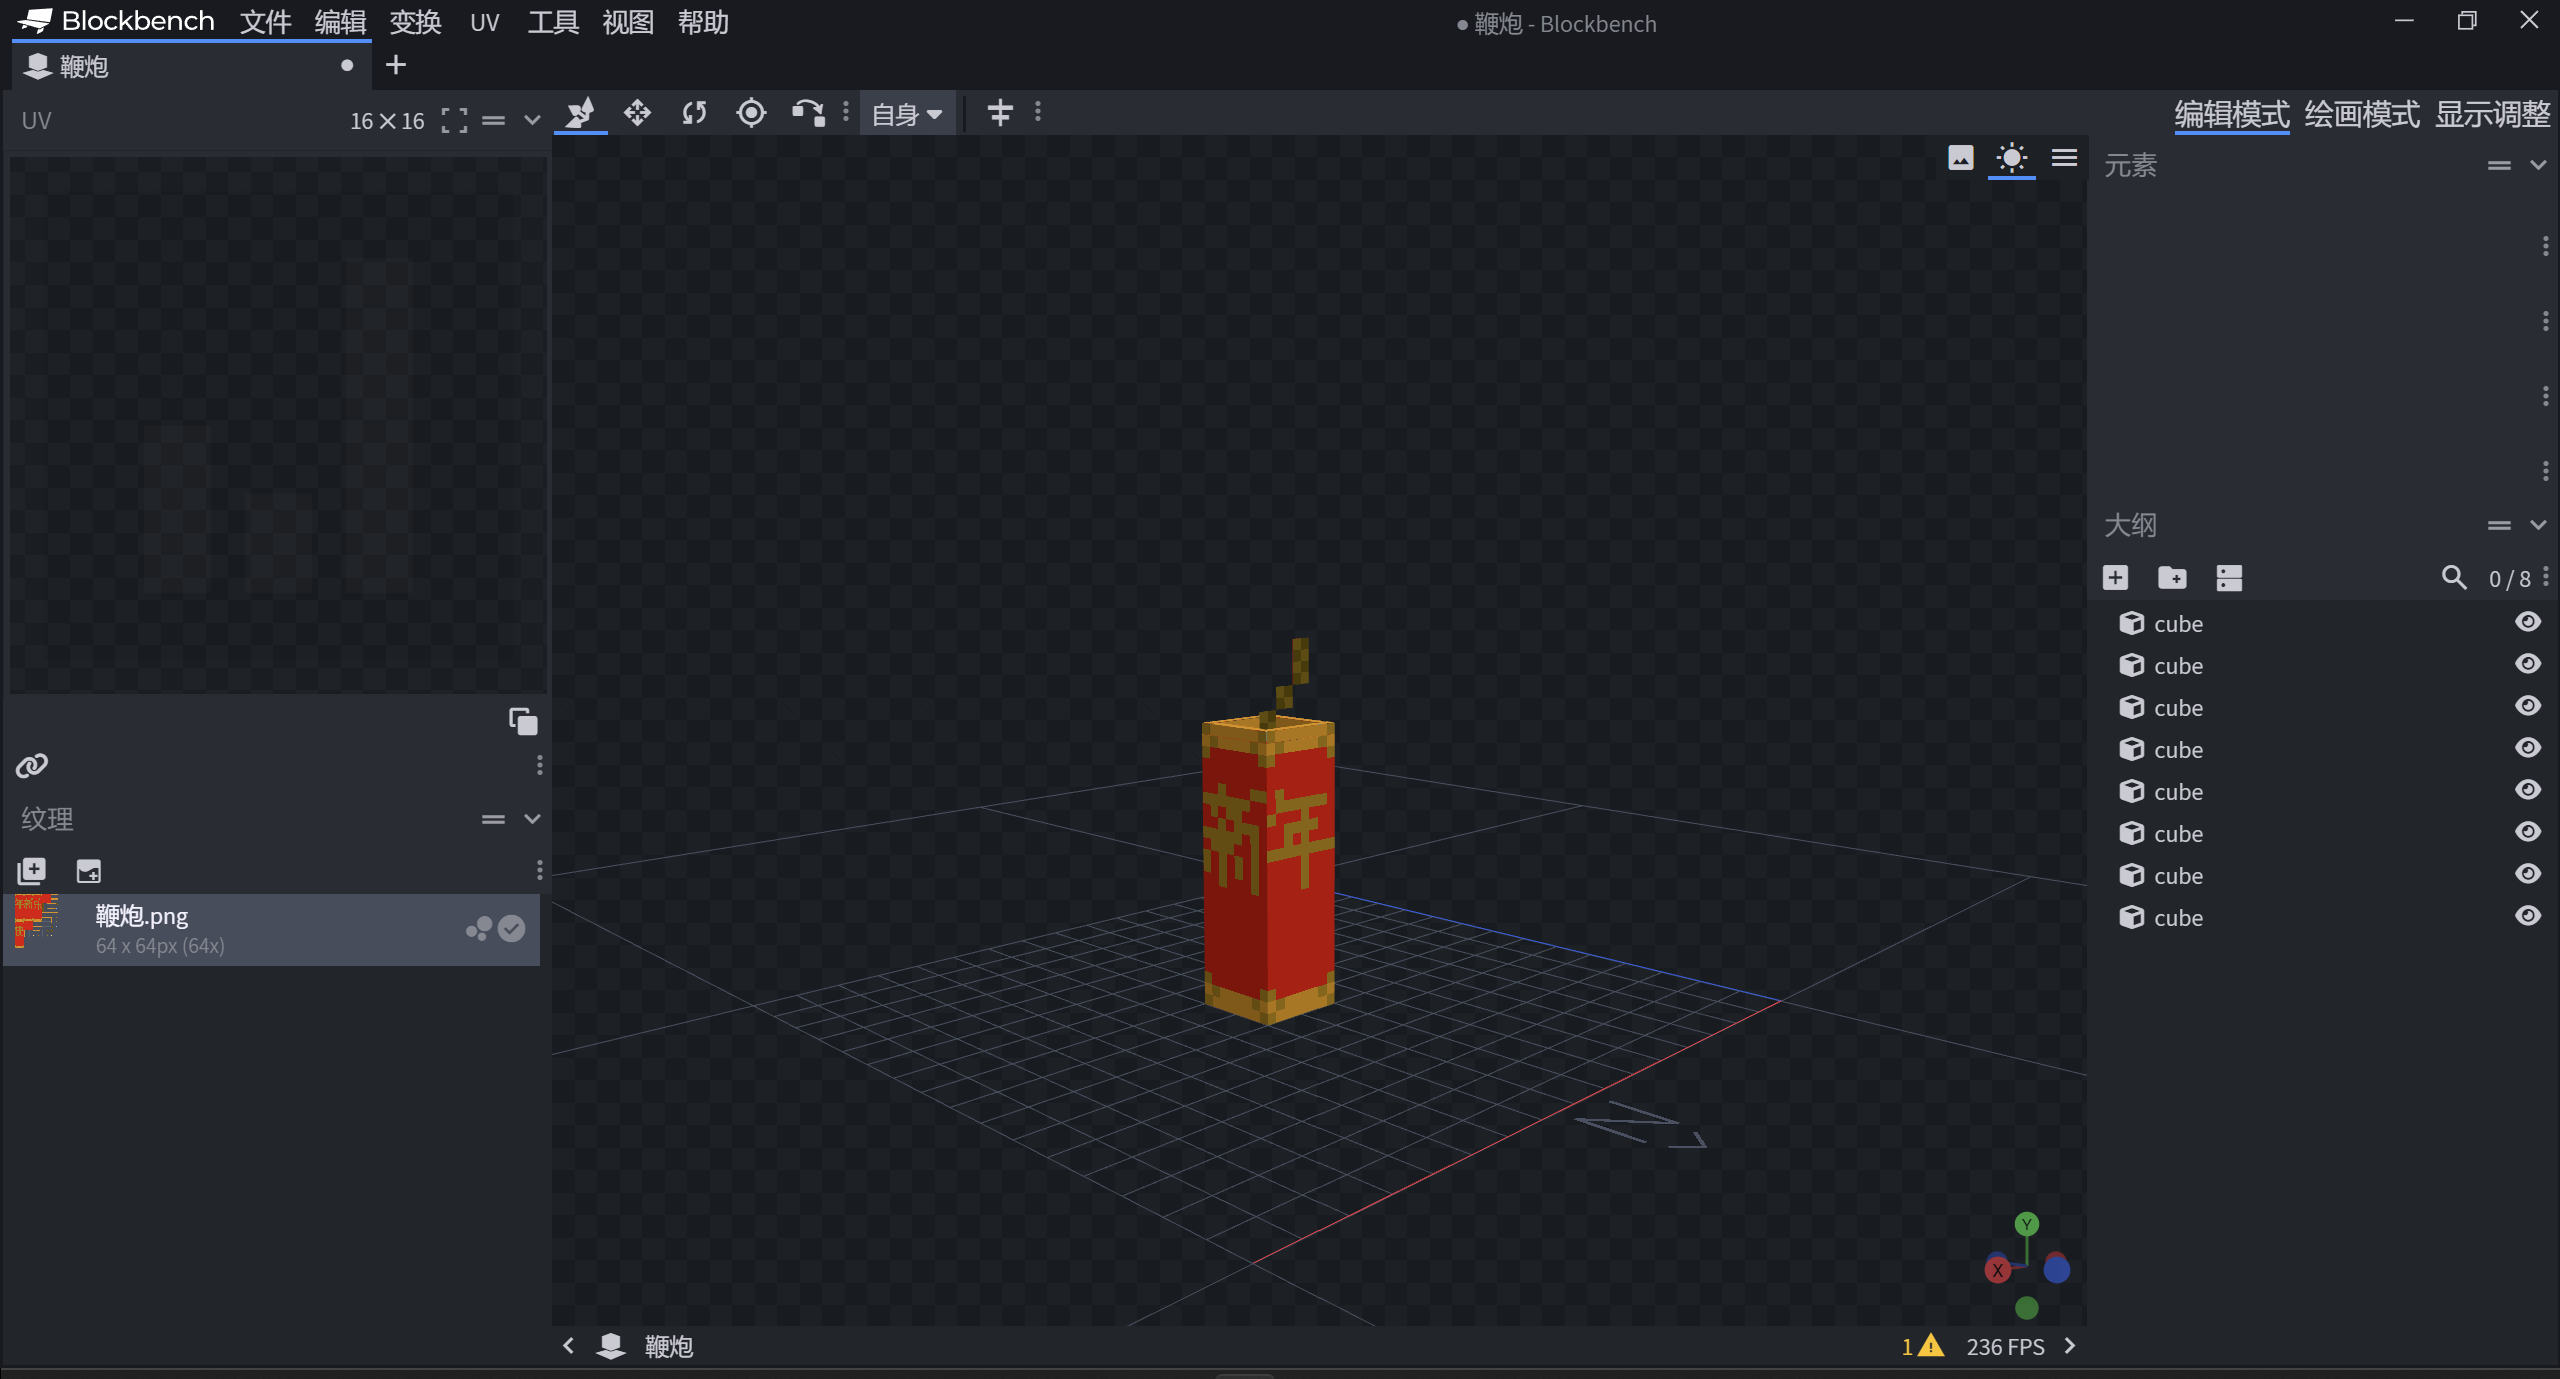 Blockbench 文件 编辑 变换 UV 工具 视图 帮助
鞭炮 - Blockbench
鞭炮
UV 16×16
自身
编辑模式 绘画模式 显示调整
元素
大纲
0 / 8
cube
cube
cube
cube
cube
cube
cube
cube
纹理
鞭炮.png
64 x 64px (64x)
新年
Y
X
鞭炮
1
236 FPS